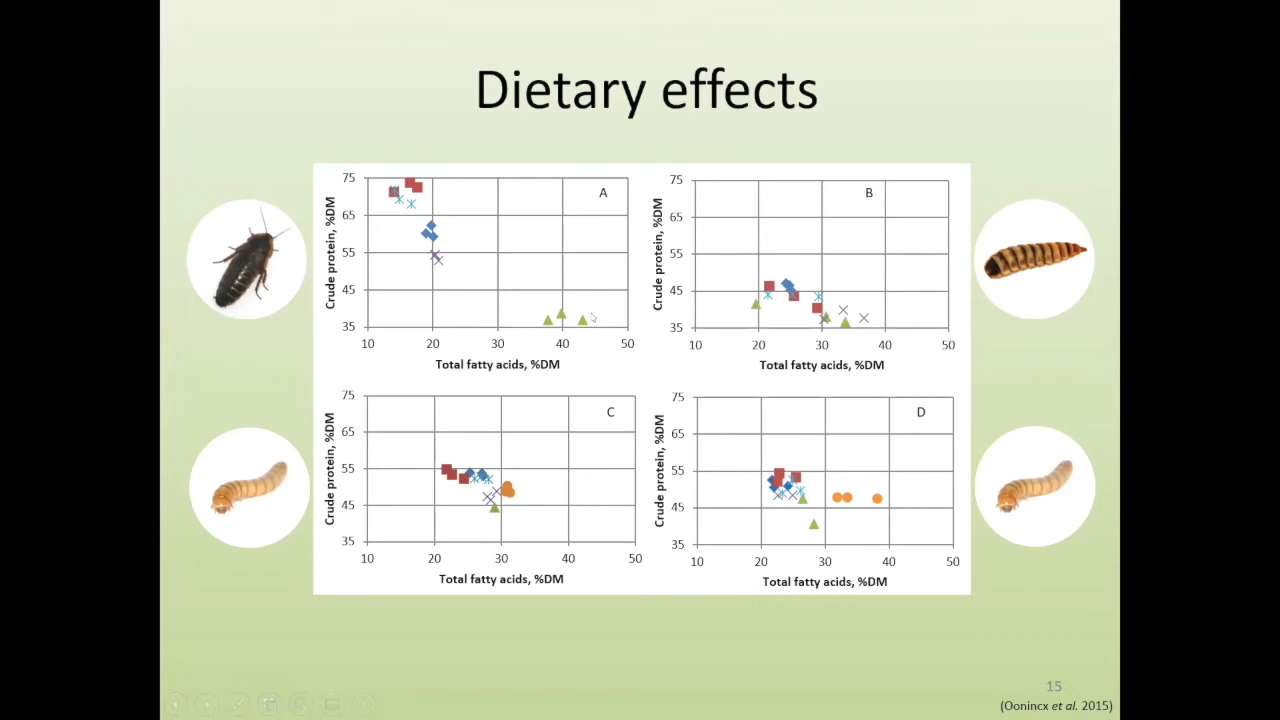 Dietary effects
75
65
55
45
35
10 20 30 40 50
Crude protein, %DM
Total fatty acids, %DM
A
75
65
55
45
35
10 20 30 40 50
Crude protein, %DM
Total fatty acids, %DM
B
75
65
55
45
35
10 20 30 40 50
Crude protein, %DM
Total fatty acids, %DM
C
75
65
55
45
35
10 20 30 40 50
Crude protein, %DM
Total fatty acids, %DM
D
15
(Oonincx et al. 2015)